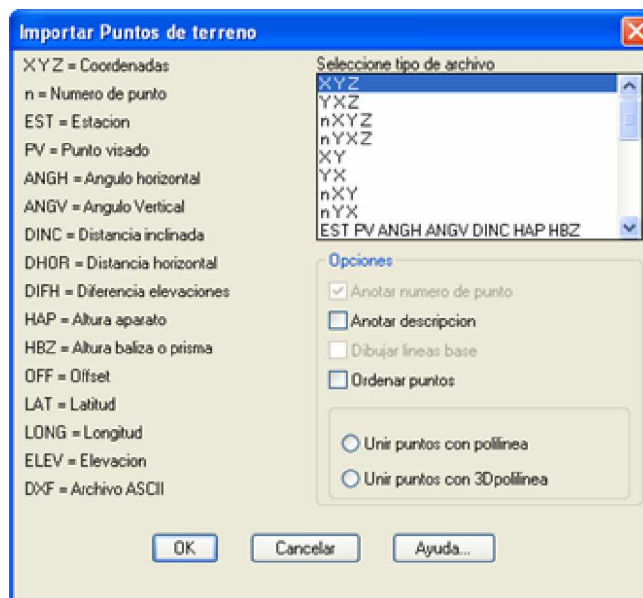 Importar Puntos de terreno
XYZ = Coordenadas
n = Numero de punto
EST = Estacion
PV = Punto visado
ANGH = Angulo horizontal
ANGV = Angulo Vertical
DINC = Distancia inclinada
DHOR = Distancia horizontal
DIFH = Diferencia elevaciones
HAP = Altura aparato
HBZ = Altura baliza o prisma
OFF = Offset
LAT = Latitud
LONG = Longitud
ELEV = Elevacion
DXF = Archivo ASCII
Seleccione tipo de archivo
XYZ
YXZ
nXYZ
nYXZ
XY
YX
nXY
nYX
EST PV ANGH ANGV DINC HAP HBZ
Opciones
Anotar numero de punto
Anotar descripcion
Dibujar lineas base
Ordenar puntos
Unir puntos con polilinea
Unir puntos con 3Dpolilinea
OK
Cancelar
Ayuda...